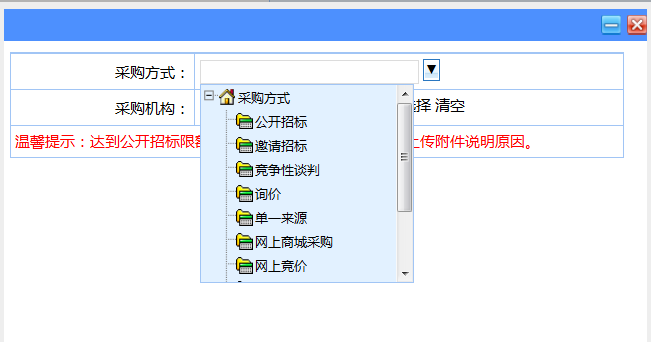 采购方式：
采购机构：
择 清空
温馨提示：达到公开招标限
上传附件说明原因。
采购方式
公开招标
邀请招标
竞争性谈判
询价
单一来源
网上商城采购
网上竞价